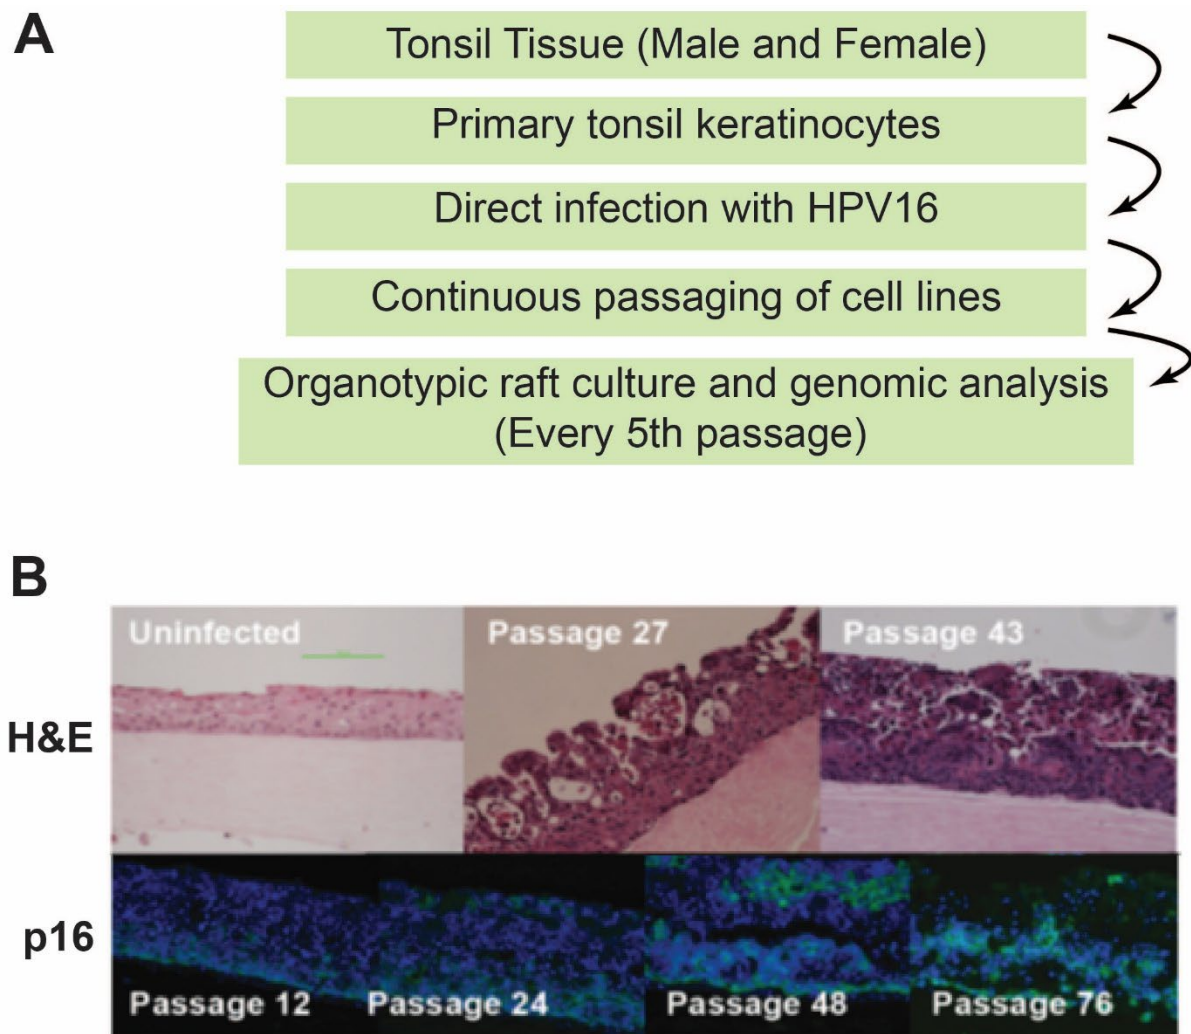 A
Tonsil Tissue (Male and Female)
Primary tonsil keratinocytes
Direct infection with HPV16
Continuous passaging of cell lines
Organotypic raft culture and genomic analysis
(Every 5th passage)
B
Uninfected
Passage 27
Passage 43
H&E
p16
Passage 12
Passage 24
Passage 48
Passage 76